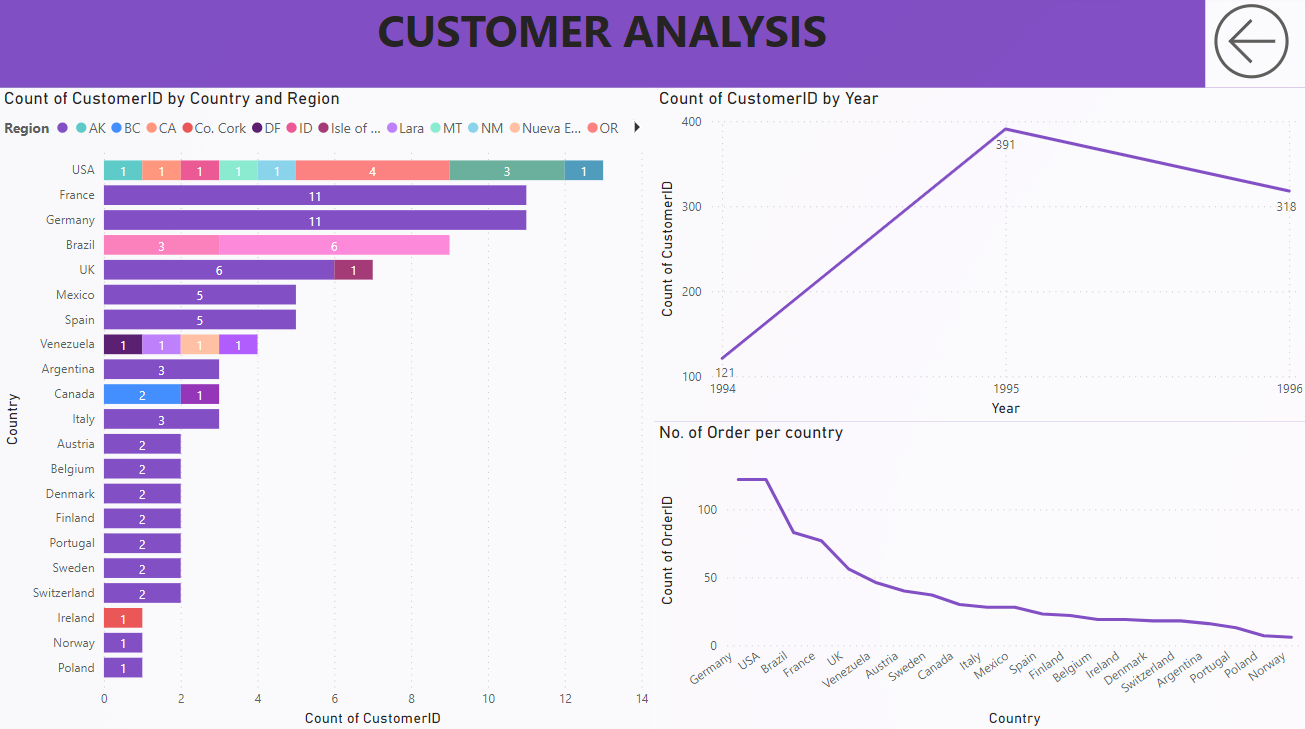 CUSTOMER ANALYSIS
Count of CustomerID by Country and Region
Region AK BC CA Co. Cork DF ID Isle of ... Lara MT NM Nueva E... OR
USA 1 1 1 1 1 4 3 1
France 11
Germany 11
Brazil 3 6
UK 6 1
Mexico 5
Spain 5
Venezuela 1 1 1 1
Argentina 3
Canada 2 1
Italy 3
Austria 2
Belgium 2
Denmark 2
Finland 2
Portugal 2
Sweden 2
Switzerland 2
Ireland 1
Norway 1
Poland 1
Country
0 2 4 6 8 10 12 14
Count of CustomerID
Count of CustomerID by Year
Count of CustomerID
400
300
200
100
391
318
121
1994 1995 1996
Year
No. of Order per country
Count of OrderID
100
50
0
Germany USA Brazil France UK Venezuela Austria Sweden Canada Italy Mexico Spain Finland Belgium Ireland Denmark Switzerland Argentina Portugal Poland Norway
Country